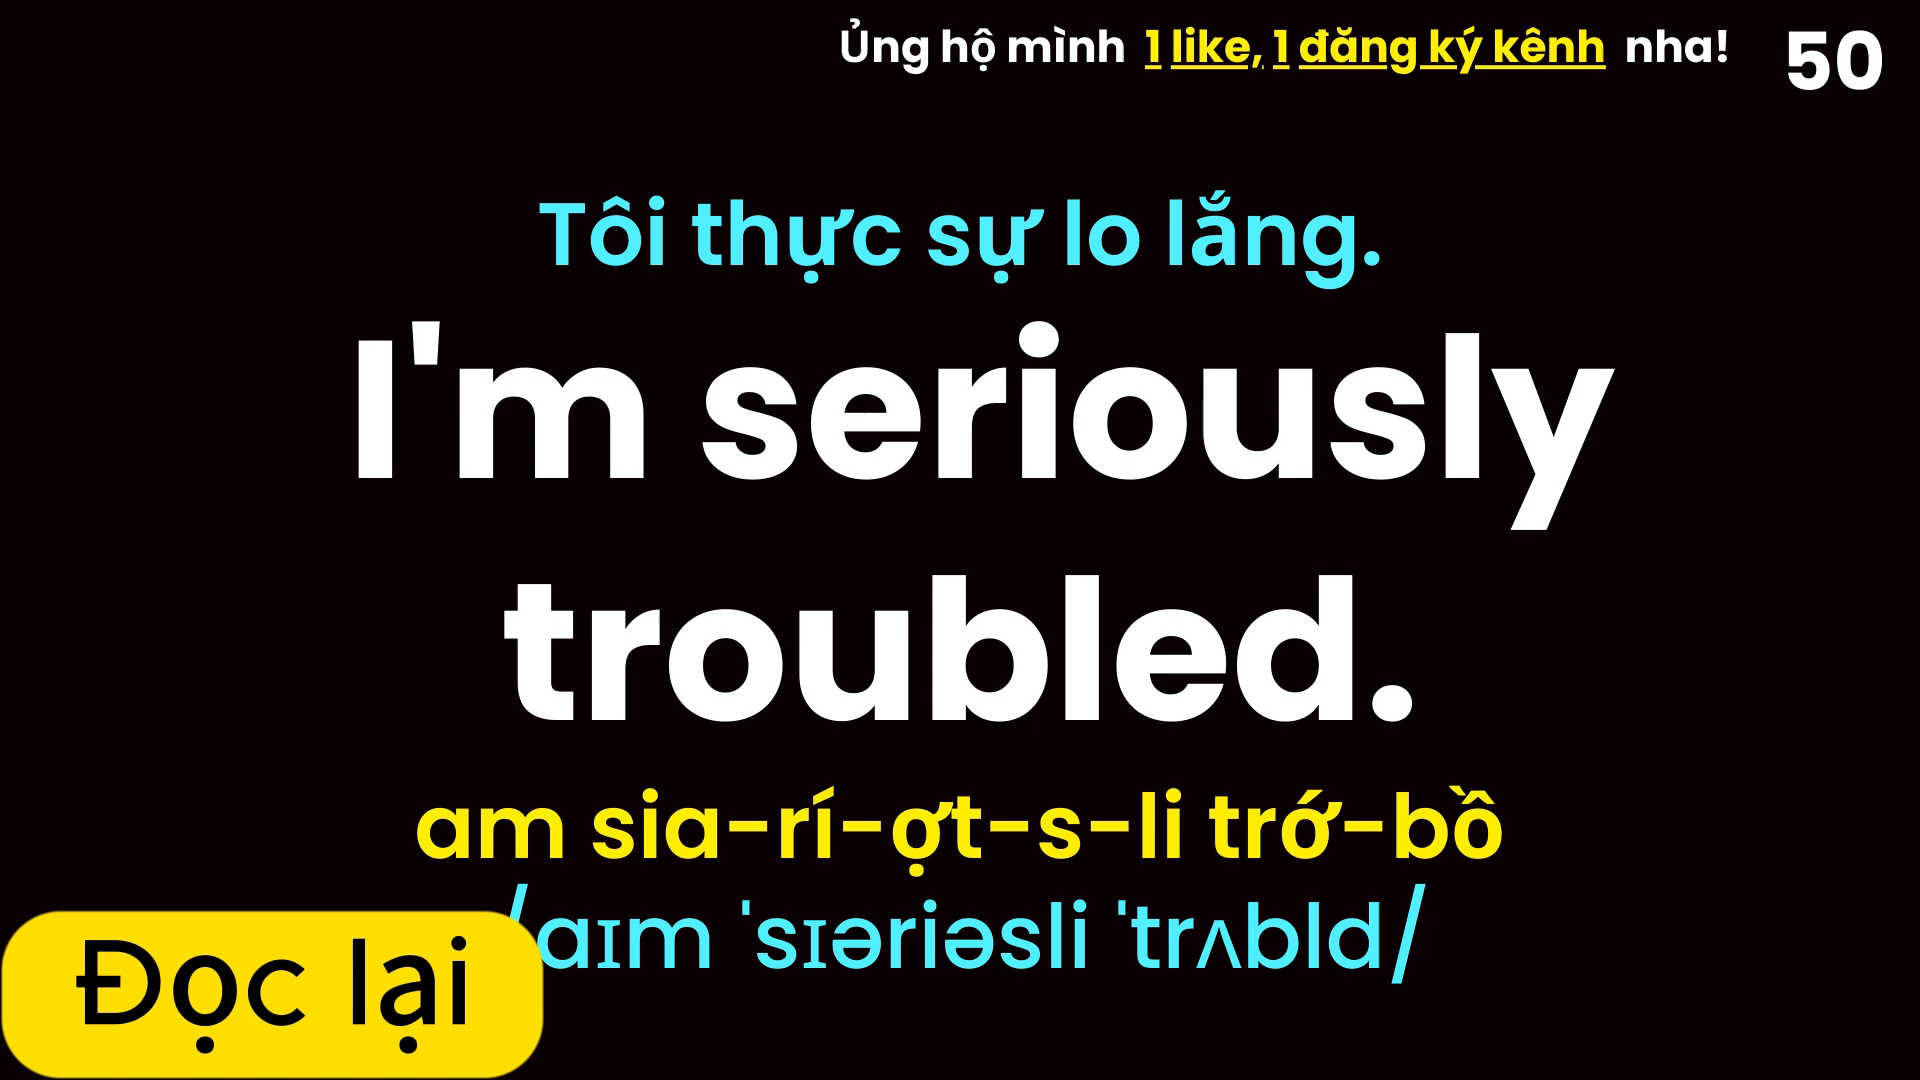 Ủng hộ mình 1 like, 1 đăng ký kênh nha! 50
Tôi thực sự lo lắng.
I'm seriously
troubled.
am sia-rí-ợt-s-li trớ-bồ
/aɪm ˈsɪəriəsli ˈtrʌbld/
Đọc lại